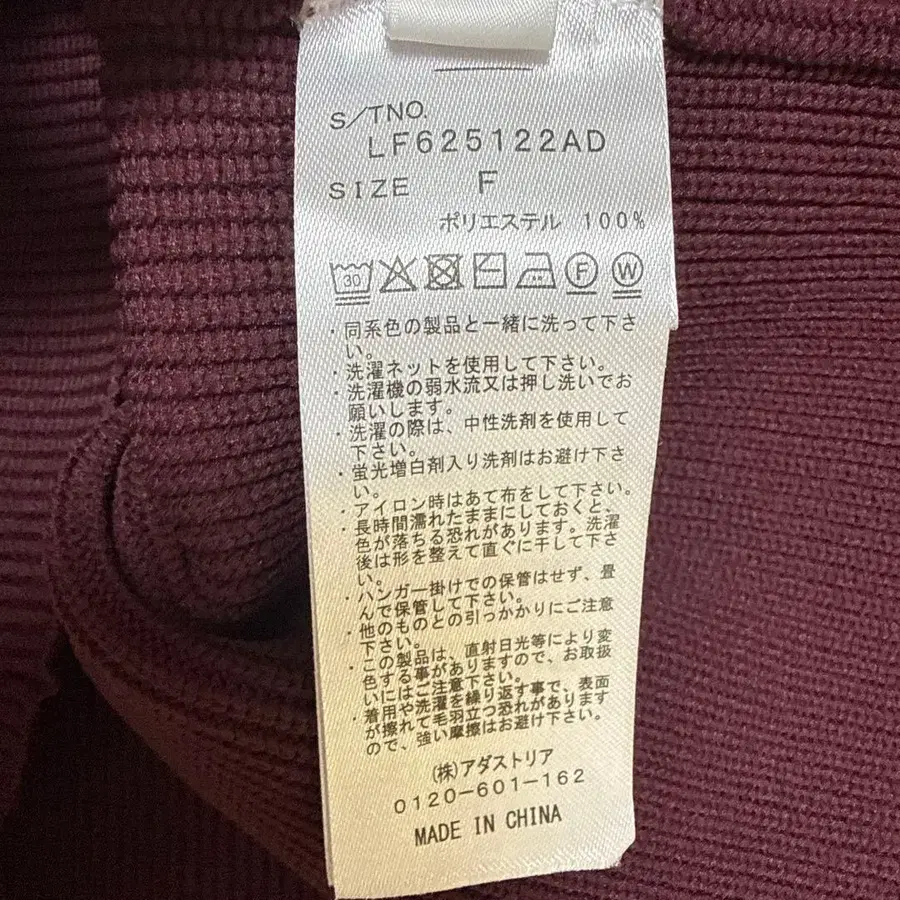 S/TNO.
LF625122AD
SIZE F
ポリエステル 100%
30 F W
・同系色の製品と一緒に洗って下さ
い。
・洗濯ネットを使用して下さい。
・洗濯機の弱水流又は押し洗いでお
願いします。
・洗濯の際は、中性洗剤を使用して
下さい。
・蛍光増白剤入り洗剤はお避け下さ
い。
・アイロン時はあて布をして下さい。
・長時間濡れたままにしておくと、
色が落ちる恐れがあります。洗濯
後は形を整えて直ぐに干して下さ
い。
・ハンガー掛けでの保管はせず、畳
んで保管して下さい。
・他のものとの引っかかりにご注意
下さい。
・この製品は、直射日光等により変
色する事がありますので、お取扱
いにはご注意下さい。
・着用や洗濯を繰り返す事で、表面
が擦れて毛羽立つ恐れがあります
ので、強い摩擦はお避け下さい。
(株)アダストリア
0120-601-162
MADE IN CHINA